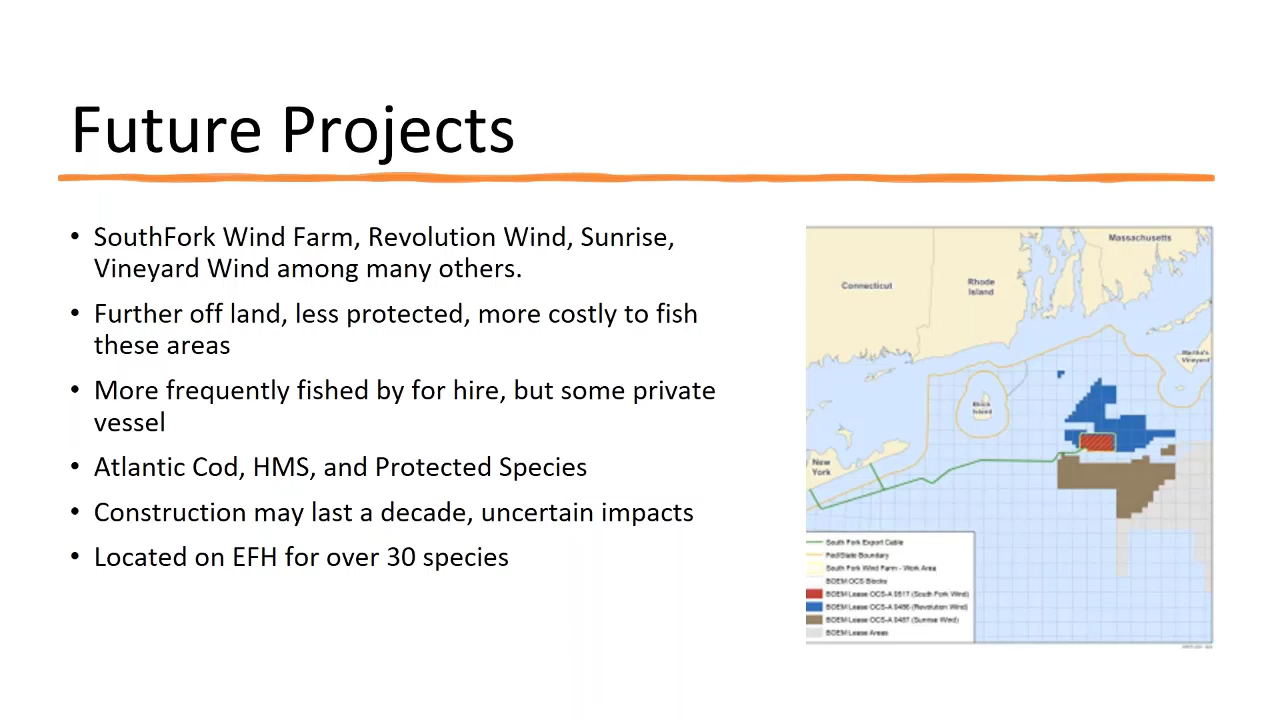 Future Projects
• SouthFork Wind Farm, Revolution Wind, Sunrise,
Vineyard Wind among many others.
• Further off land, less protected, more costly to fish
these areas
• More frequently fished by for hire, but some private
vessel
• Atlantic Cod, HMS, and Protected Species
• Construction may last a decade, uncertain impacts
• Located on EFH for over 30 species
Massachusetts
Connecticut
Rhode
Island
Martha's
Vineyard
Block
Island
New
York
South Fork Export Cable
Fed/State Boundary
South Fork Wind Farm - Work Area
BOEM OCS Blocks
BOEM Lease OCS-A 0517 (South Fork Wind)
BOEM Lease OCS-A 0486 (Revolution Wind)
BOEM Lease OCS-A 0487 (Sunrise Wind)
BOEM Lease Areas